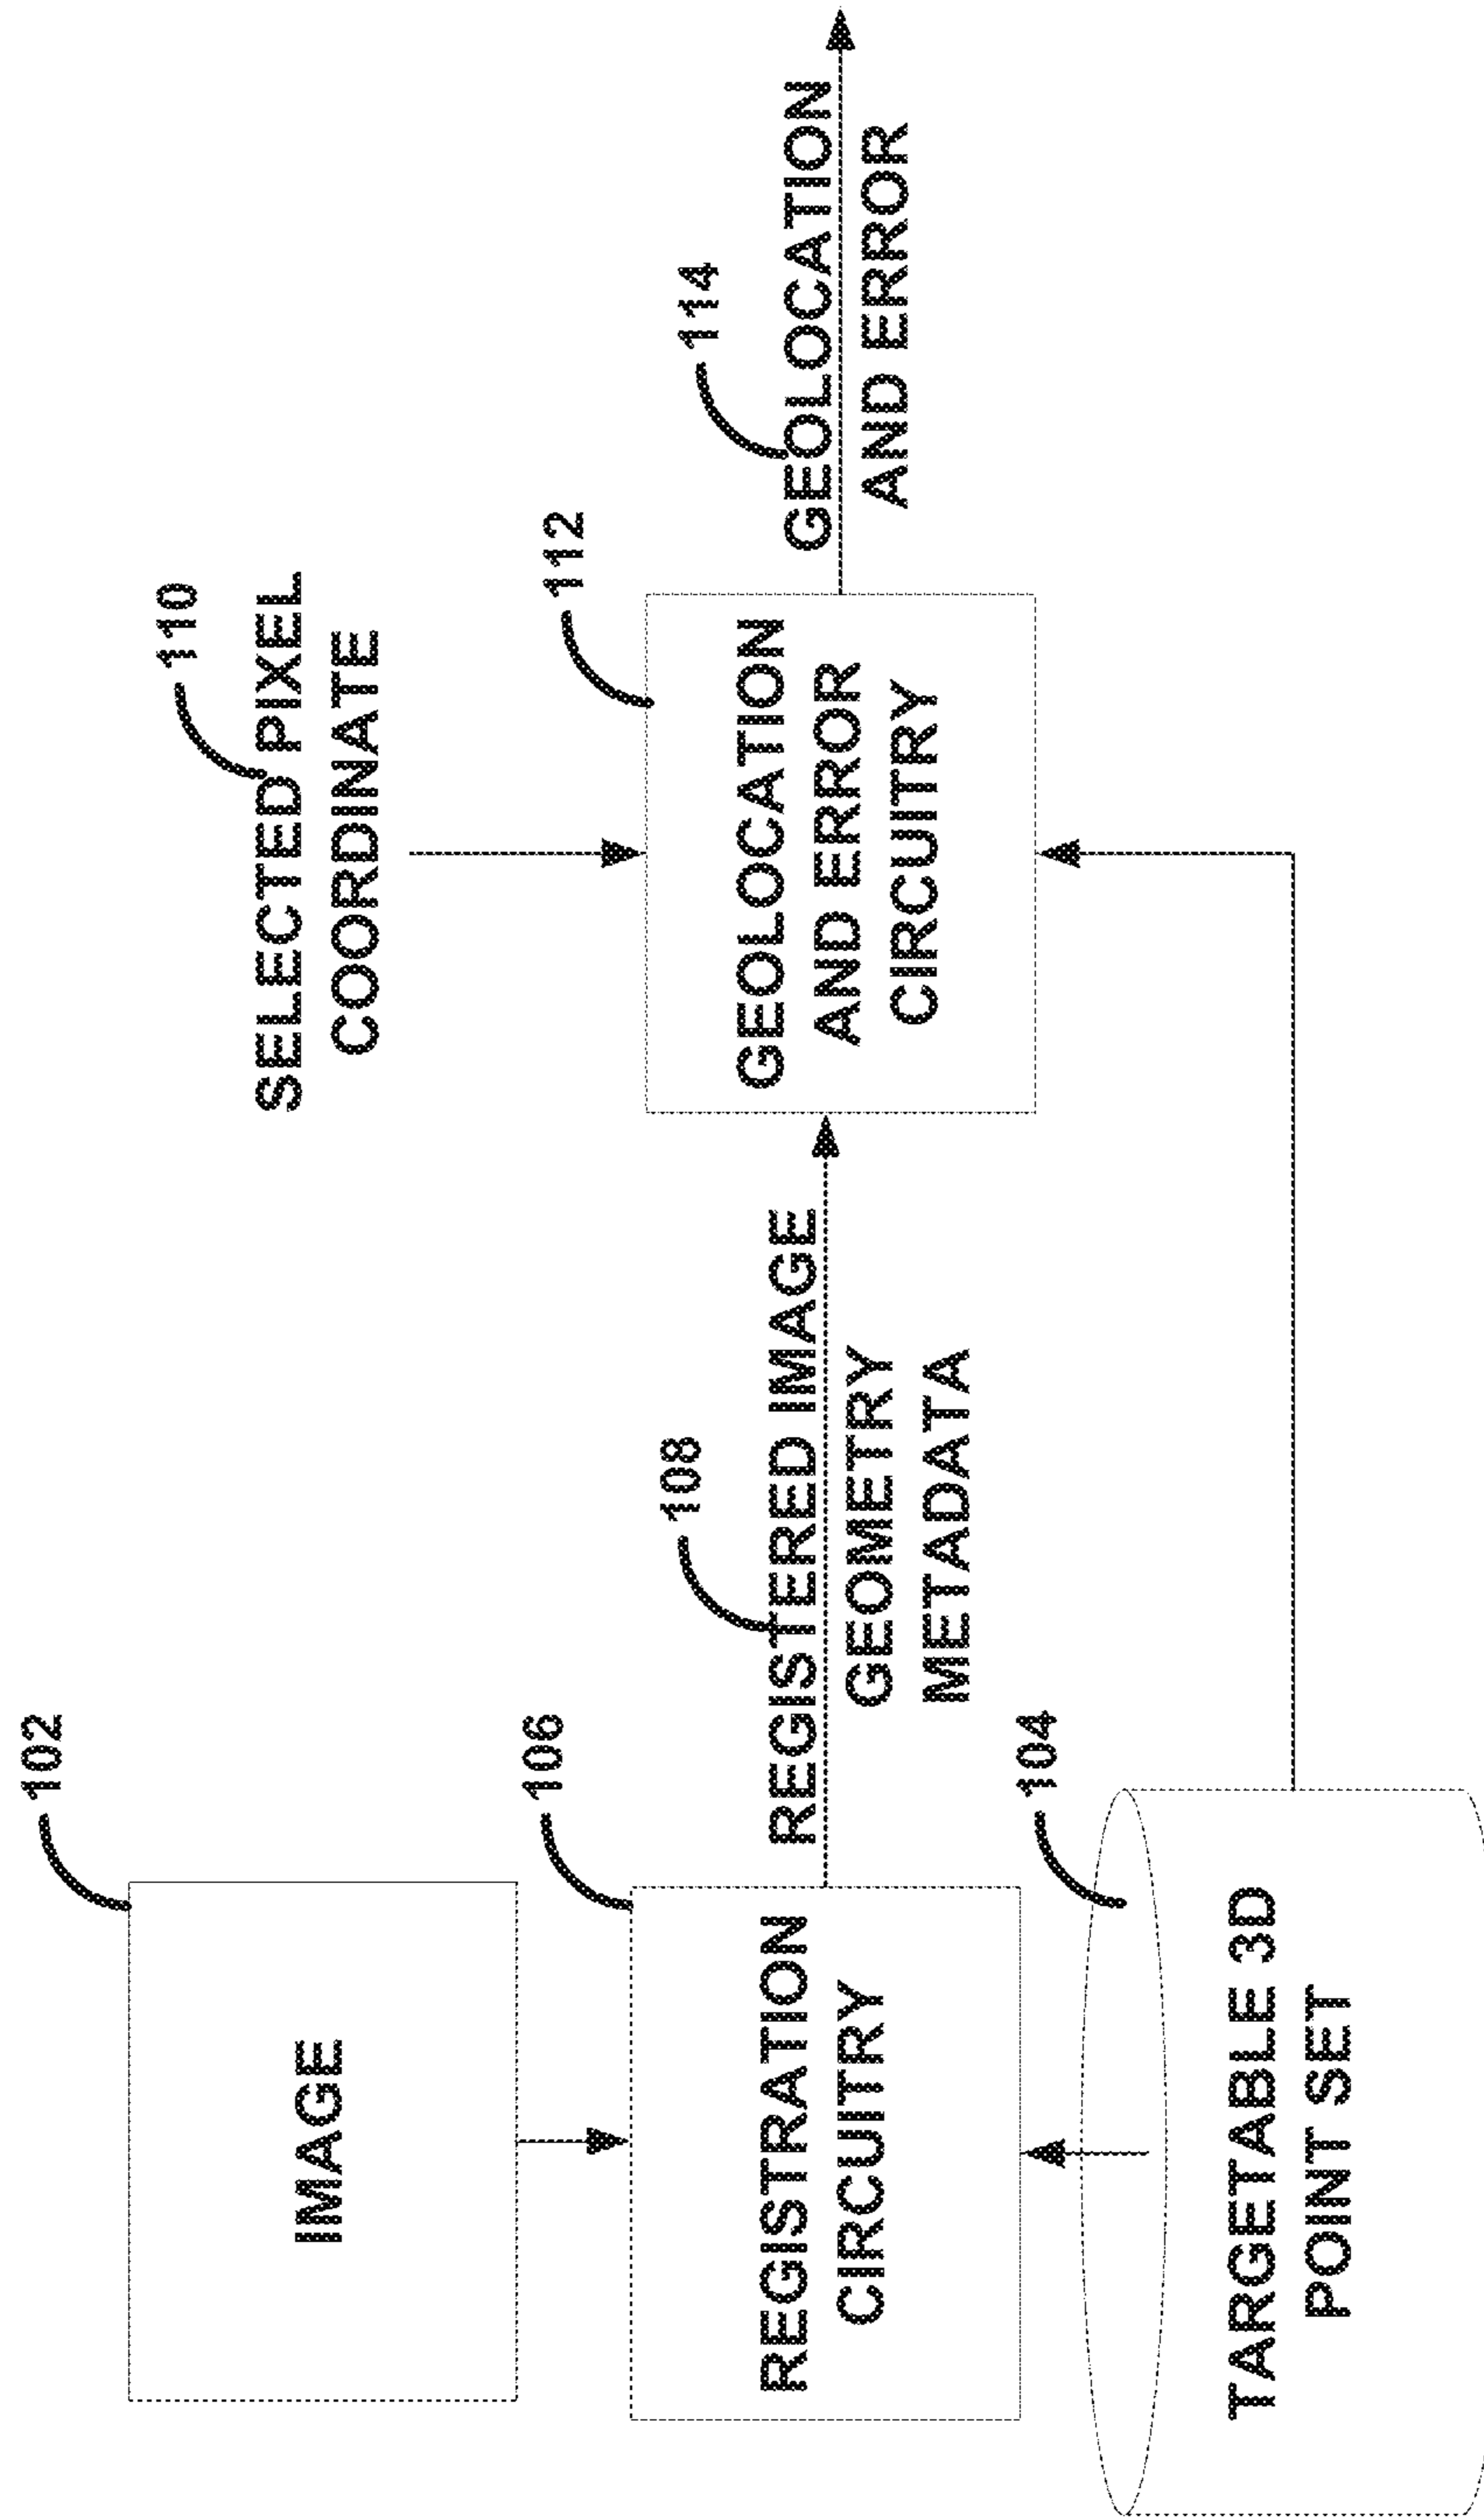 102
IMAGE
106
REGISTRATION
CIRCUITRY
104
TARGETABLE 3D
POINT SET
108
REGISTERED IMAGE
GEOMETRY
METADATA
110
SELECTED PIXEL
COORDINATE
112
GEOLOCATION
AND ERROR
CIRCUITRY
114
GEOLOCATION
AND ERROR